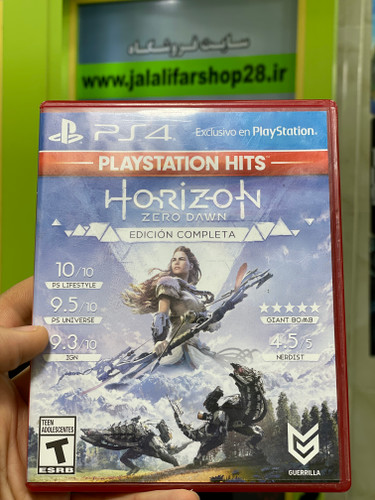 سایت فروشگاه
www.jalalifarshop28.ir
PS4
Exclusivo en PlayStation.
PLAYSTATION HITS™
HORIZON
ZERO DAWN
EDICIÓN COMPLETA
10/10
PS LIFESTYLE
9.5/10
PS UNIVERSE
9.3/10
IGN
★★★★★
GIANT BOMB
4.5/5
NERDIST
TEEN
ADOLESCENTES
T
ESRB
GUERRILLA